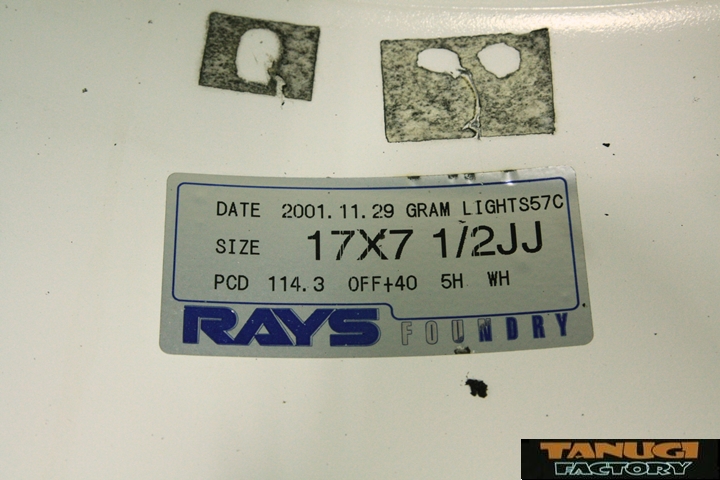 DATE 2001.11.29 GRAM LIGHTS57C
SIZE 17X7 1/2JJ
PCD 114.3 OFF+40 5H WH
RAYS FOUNDRY
TANUGI
FACTORY